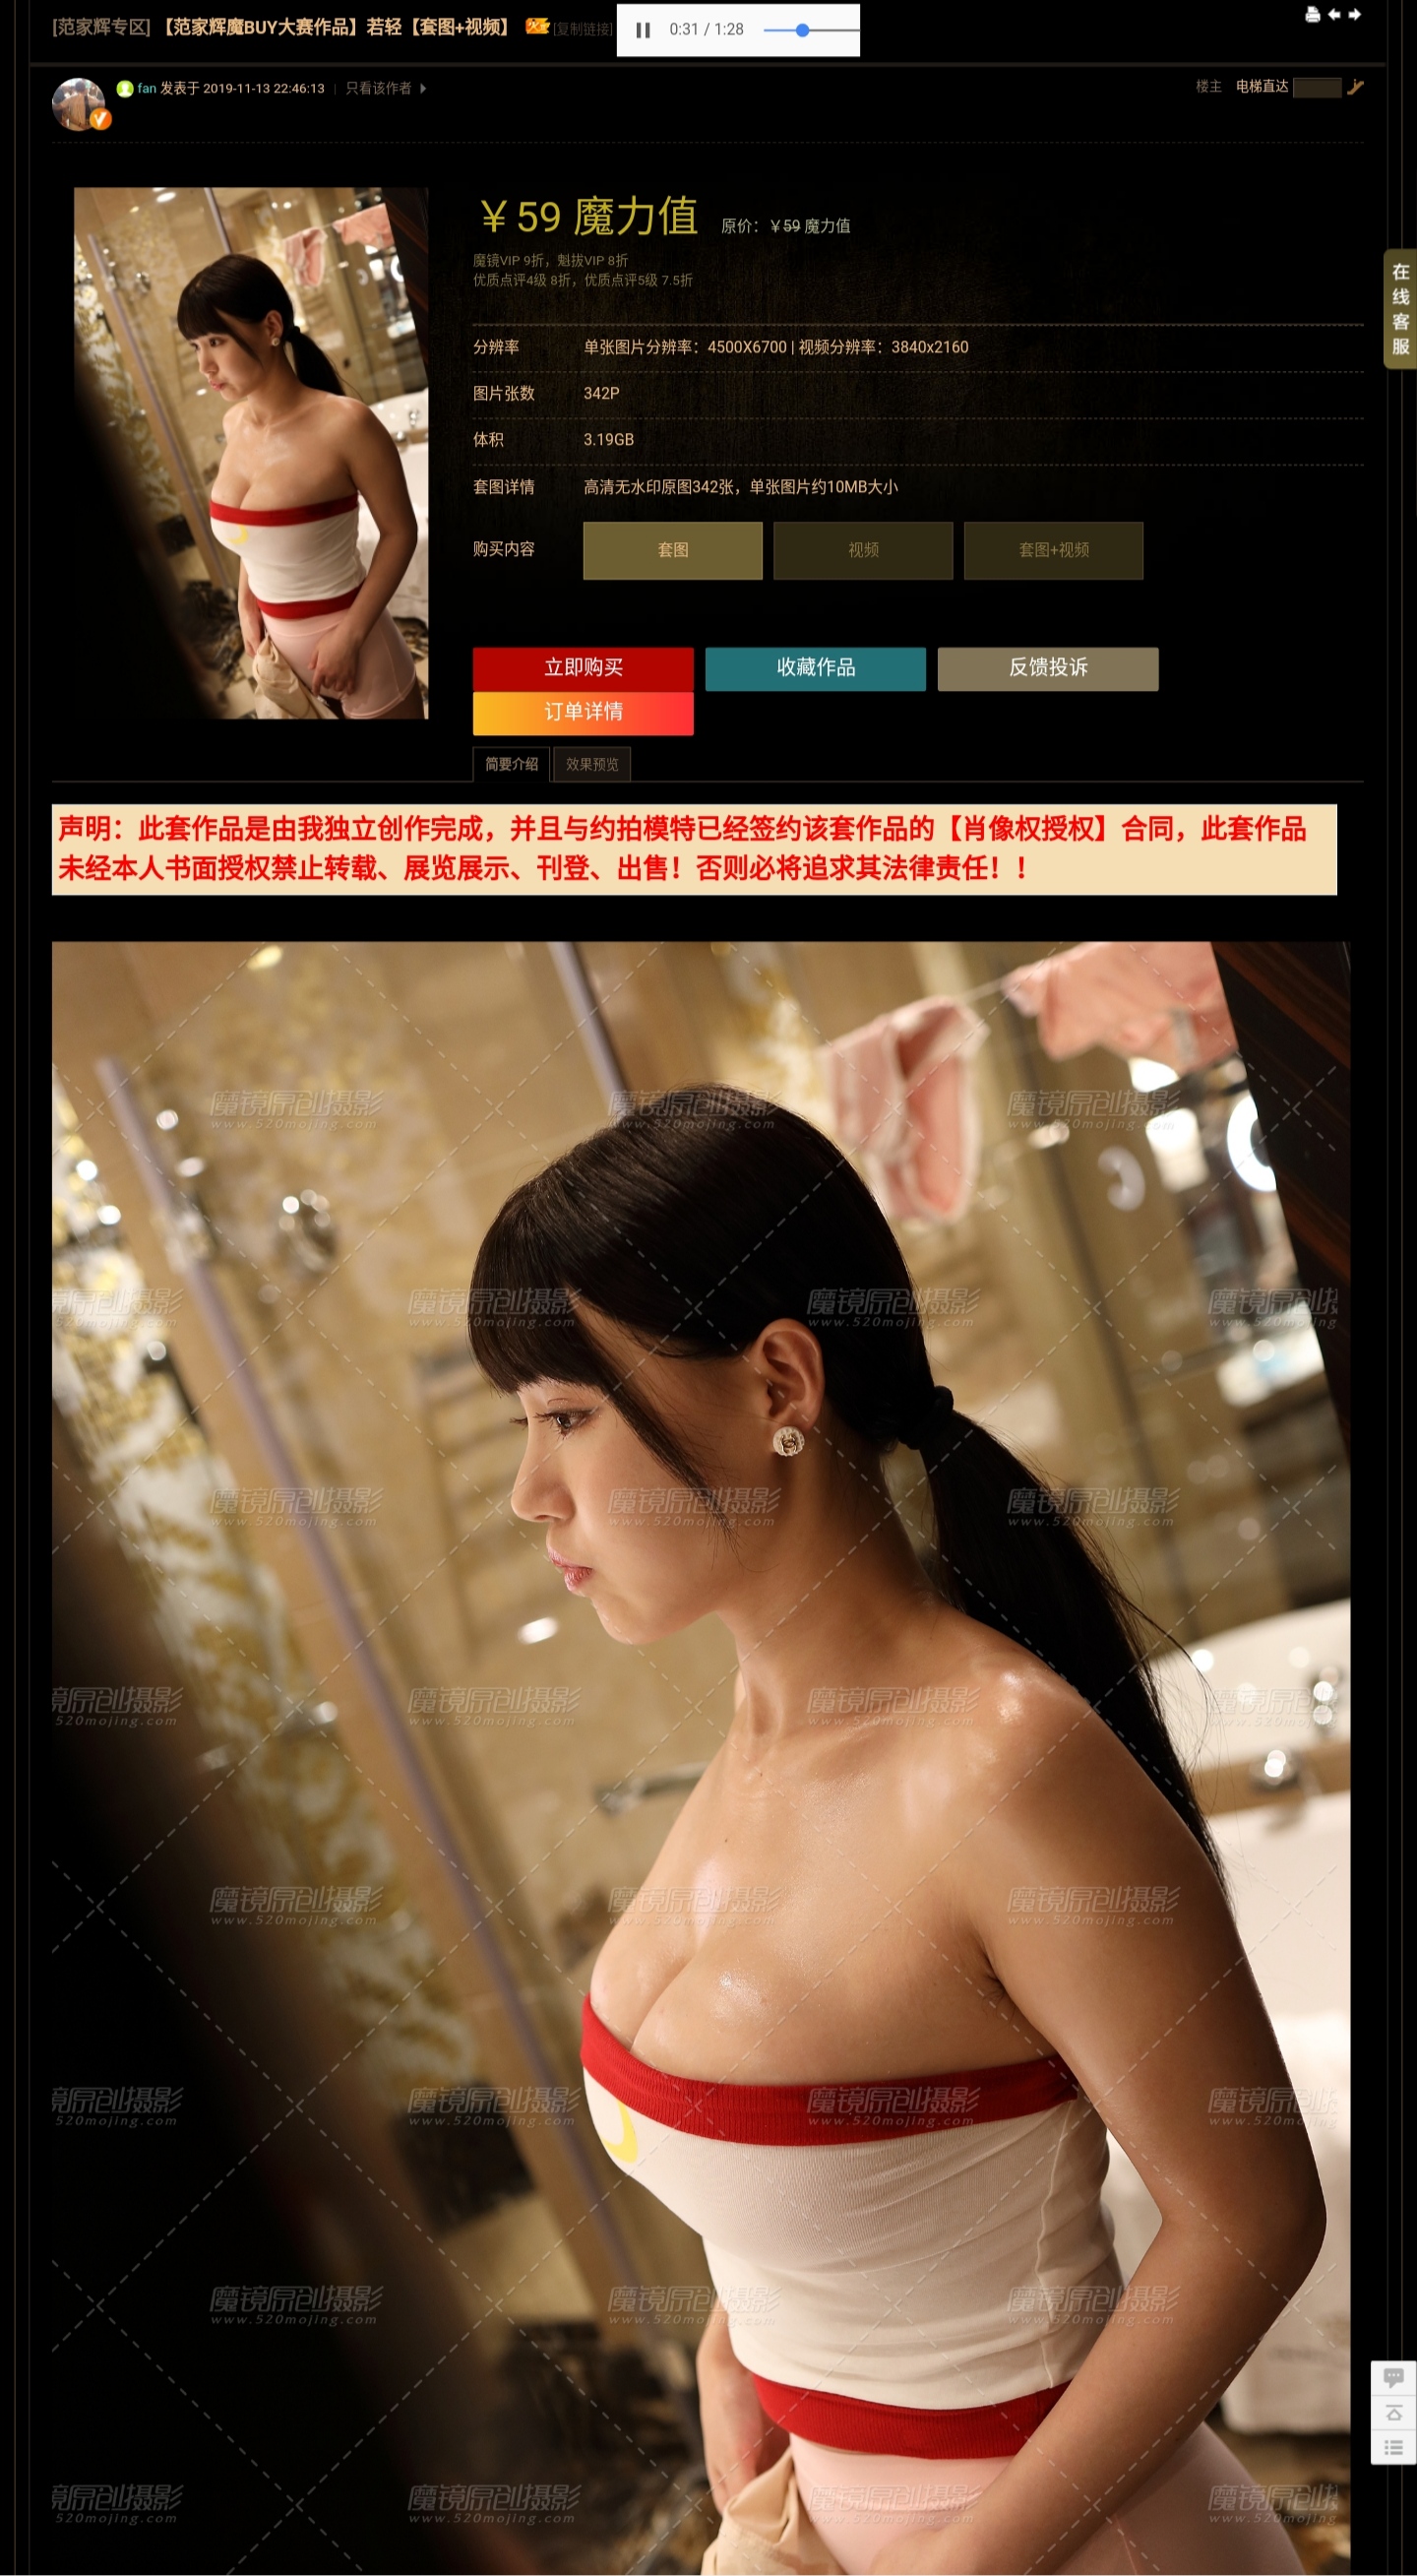 [范家辉专区] 【范家辉魔BUY大赛作品】若轻【套图+视频】 [复制链接] 0:31 / 1:28
fan 发表于 2019-11-13 22:46:13 | 只看该作者
楼主 电梯直达
¥59 魔力值 原价：¥59 魔力值
魔镜VIP 9折，魁拔VIP 8折
优质点评4级 8折，优质点评5级 7.5折
分辨率 单张图片分辨率：4500X6700 | 视频分辨率：3840x2160
图片张数 342P
体积 3.19GB
套图详情 高清无水印原图342张，单张图片约10MB大小
购买内容 套图 视频 套图+视频
立即购买 收藏作品 反馈投诉
订单详情
简要介绍 效果预览
在线客服
声明：此套作品是由我独立创作完成，并且与约拍模特已经签约该套作品的【肖像权授权】合同，此套作品
未经本人书面授权禁止转载、展览展示、刊登、出售！否则必将追求其法律责任！！
魔镜原创摄影
www.520mojing.com